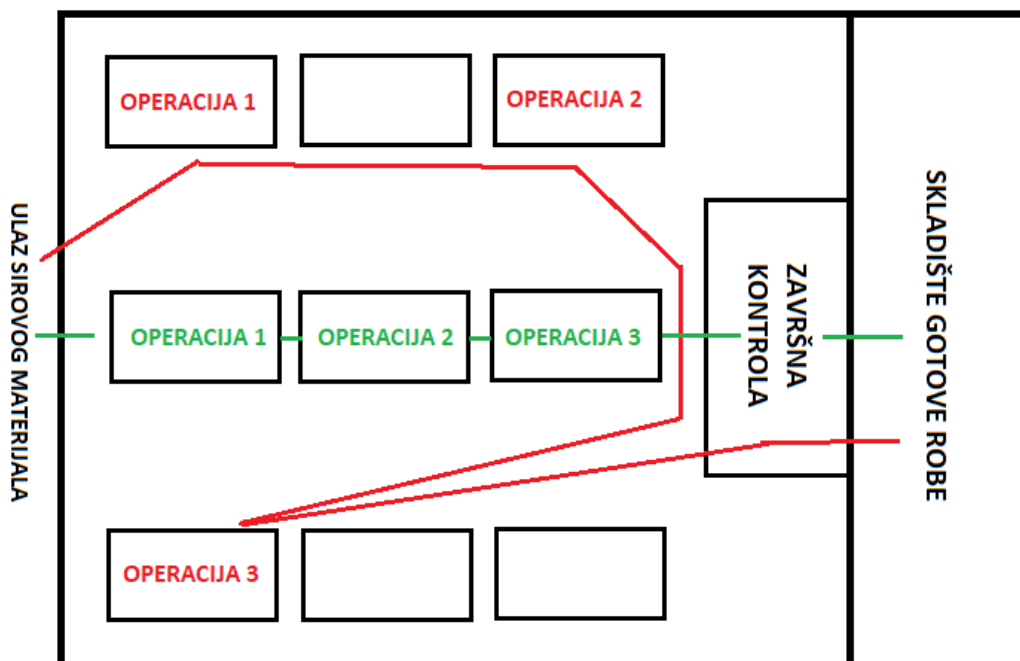 OPERACIJA 1
OPERACIJA 2
ULAZ SIROVOG MATERIJALA
OPERACIJA 1
OPERACIJA 2
OPERACIJA 3
ZAVRŠNA
KONTROLA
SKLADIŠTE GOTOVE ROBE
OPERACIJA 3